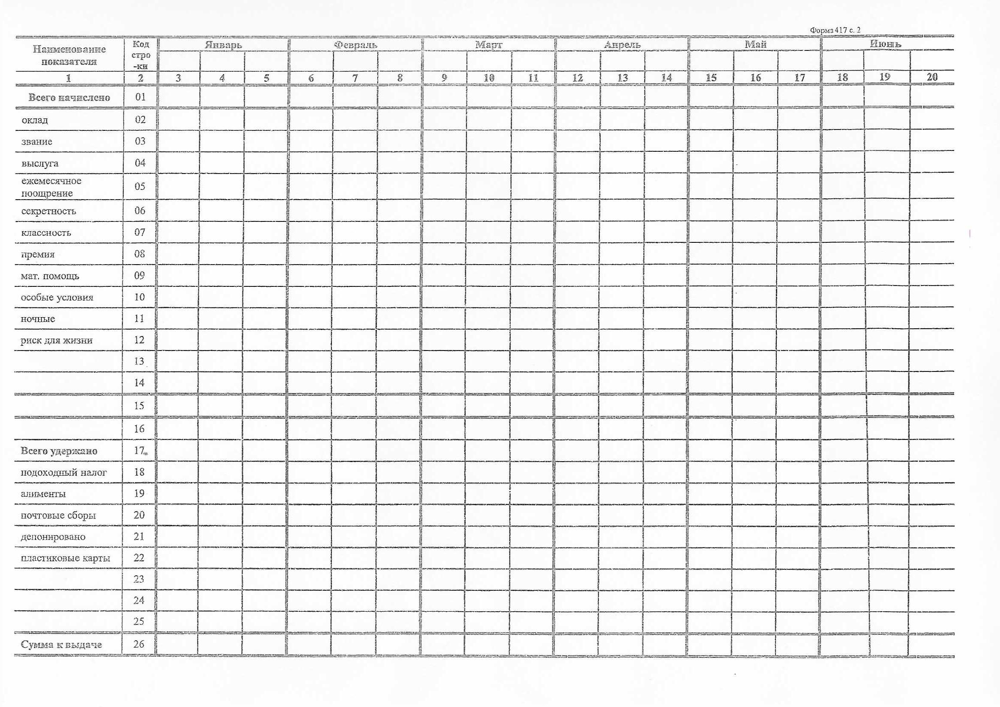 Форма 417 с. 2
Наименование показателя Код стро-ки Январь Февраль Март Апрель Май Июнь
1 2 3 4 5 6 7 8 9 10 11 12 13 14 15 16 17 18 19 20
Всего начислено 01
оклад 02
звание 03
выслуга 04
ежемесячное
поощрение 05
секретность 06
классность 07
премия 08
мат. помощь 09
особые условия 10
ночные 11
риск для жизни 12
13
14
15
16
Всего удержано 17
подоходный налог 18
алименты 19
почтовые сборы 20
депонировано 21
пластиковые карты 22
23
24
25
Сумма к выдаче 26